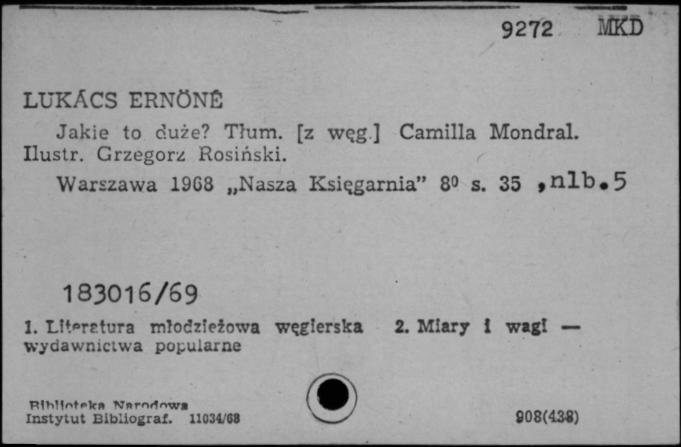 9272 MKD
LUKÁCS ERNÖNÉ
Jakie to duże? Tłum. [z węg.] Camilla Mondral.
Ilustr. Grzegorz Rosiński.
Warszawa 1968 „Nasza Księgarnia” 8⁰ s. 35 ,nlb.5
183016/69
1. Literatura młodzieżowa węgierska 2. Miary i wagi —
wydawnictwa popularne
Biblioteka Narodowa
Instytut Bibliograf. 11034/68 908(438)